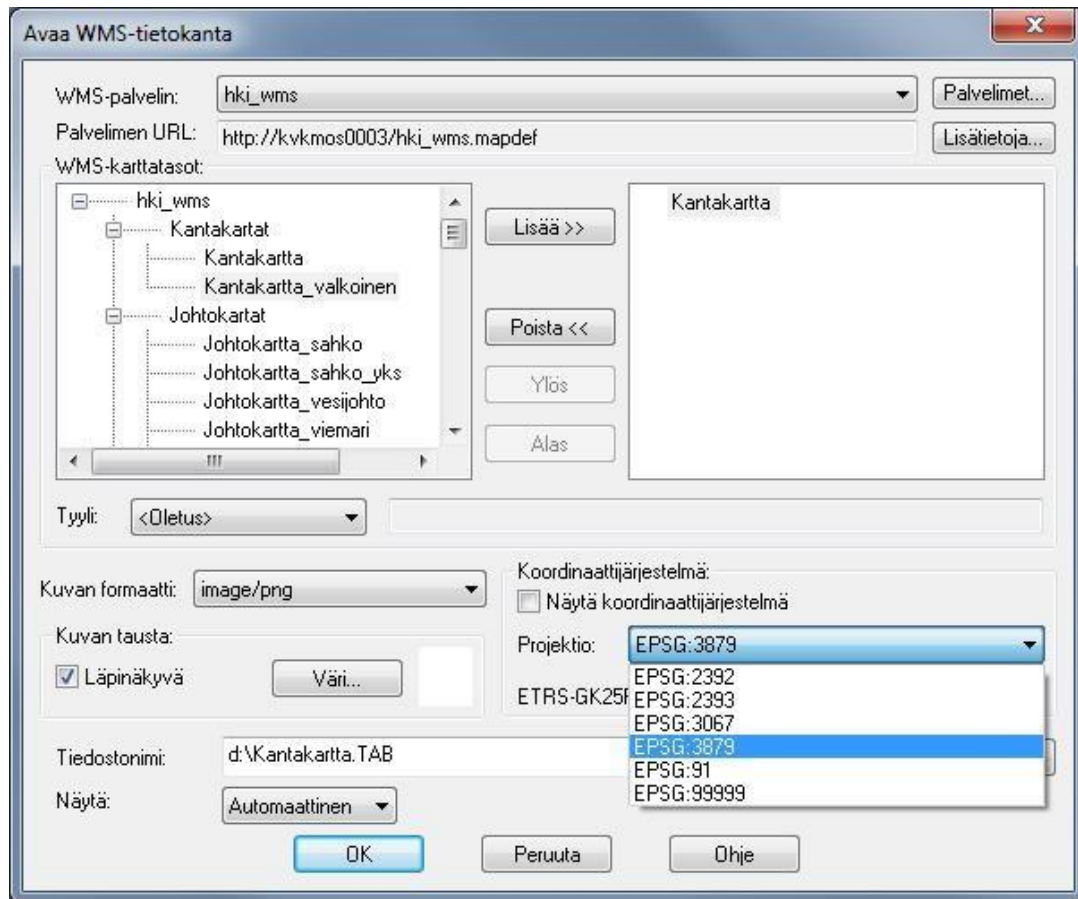 Avaa WMS-tietokanta
WMS-palvelin: hki_wms Palvelimet...
Palvelimen URL: http://kvkmos0003/hki_wms.mapdef Lisätietoja...
WMS-karttatasot:
hki_wms
Kantakartat
Kantakartta
Kantakartta_valkoinen
Johtokartat
Johtokartta_sahko
Johtokartta_sahko_yks
Johtokartta_vesijohto
Johtokartta_viemari
Lisää >>
Poista <<
Ylös
Alas
Kantakartta
Tyyli: <Oletus>
Kuvan formaatti: image/png
Kuvan tausta:
Läpinäkyvä Väri...
Koordinaattijärjestelmä:
Näytä koordinaattijärjestelmä
Projektio: EPSG:3879
EPSG:2392
EPSG:2393
EPSG:3067
EPSG:3879
EPSG:91
EPSG:99999
Tiedostonimi: d:\Kantakartta.TAB
Näytä: Automaattinen
OK Peruuta Ohje